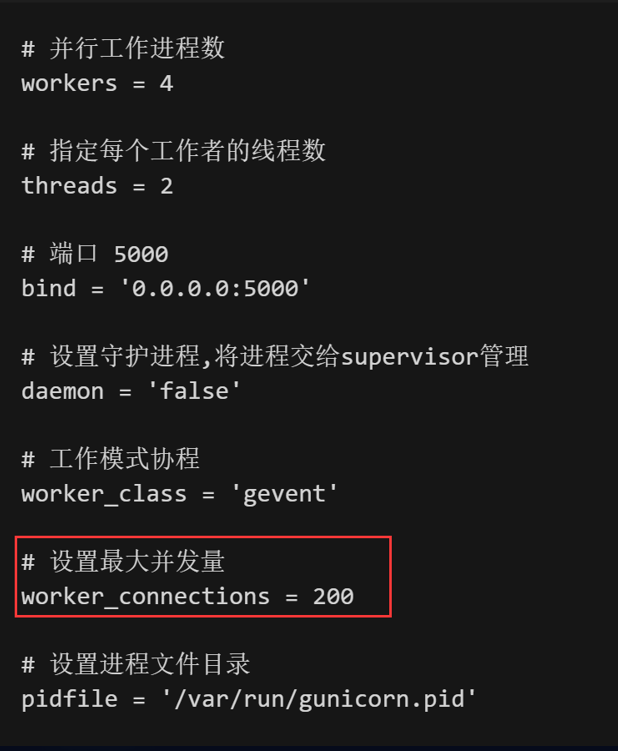 # 并行工作进程数
workers = 4
# 指定每个工作者的线程数
threads = 2
# 端口 5000
bind = '0.0.0.0:5000'
# 设置守护进程,将进程交给supervisor管理
daemon = 'false'
# 工作模式协程
worker_class = 'gevent'
# 设置最大并发量
worker_connections = 200
# 设置进程文件目录
pidfile = '/var/run/gunicorn.pid'